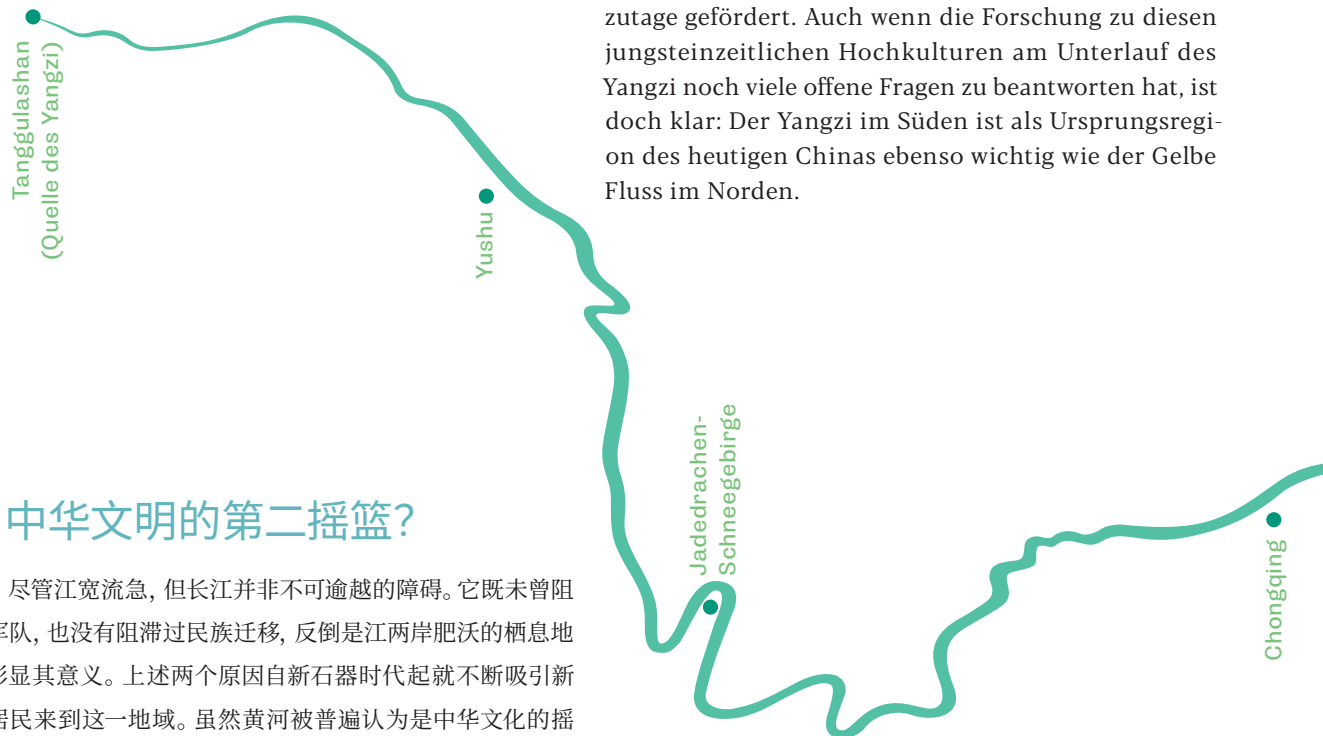 zutage gefördert. Auch wenn die Forschung zu diesen
jungsteinzeitlichen Hochkulturen am Unterlauf des
Yangzi noch viele offene Fragen zu beantworten hat, ist
doch klar: Der Yangzi im Süden ist als Ursprungsregi-
on des heutigen Chinas ebenso wichtig wie der Gelbe
Fluss im Norden.
Tanggulashan
(Quelle des Yangzi)
Yushu
Jadedrachen-
Schneegebirge
Chongqing
中华文明的第二摇篮?
尽管江宽流急, 但长江并非不可逾越的障碍。它既未曾阻
军队, 也没有阻滞过民族迁移, 反倒是江两岸肥沃的栖息地
彰显其意义。上述两个原因自新石器时代起就不断吸引新
居民来到这一地域。虽然黄河被普遍认为是中华文化的摇